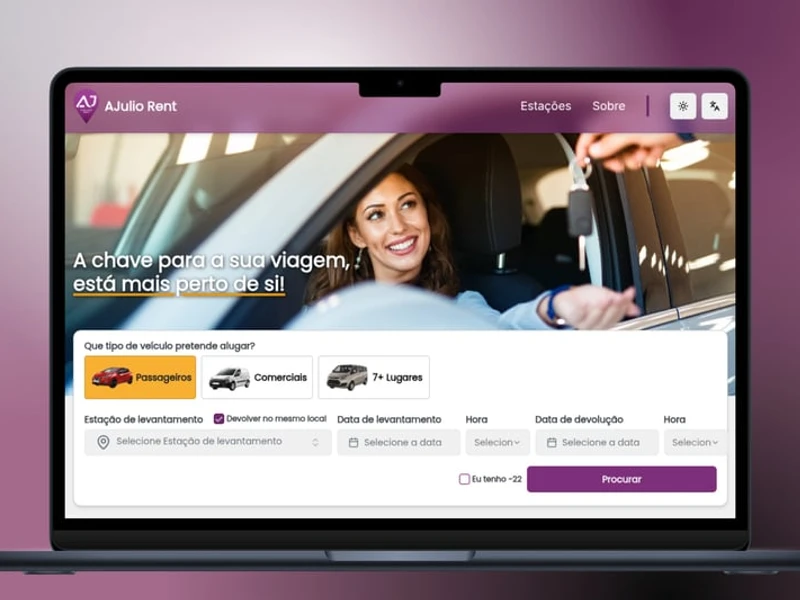 AJ
AJulio Rent
Estações
Sobre
A chave para a sua viagem,
está mais perto de si!
Que tipo de veículo pretende alugar?
Passageiros
Comerciais
7+ Lugares
Estação de levantamento
Devolver no mesmo local
Data de levantamento
Hora
Data de devolução
Hora
Selecione Estação de levantamento
Selecione a data
Selecion
Selecione a data
Selecion
Eu tenho -22
Procurar